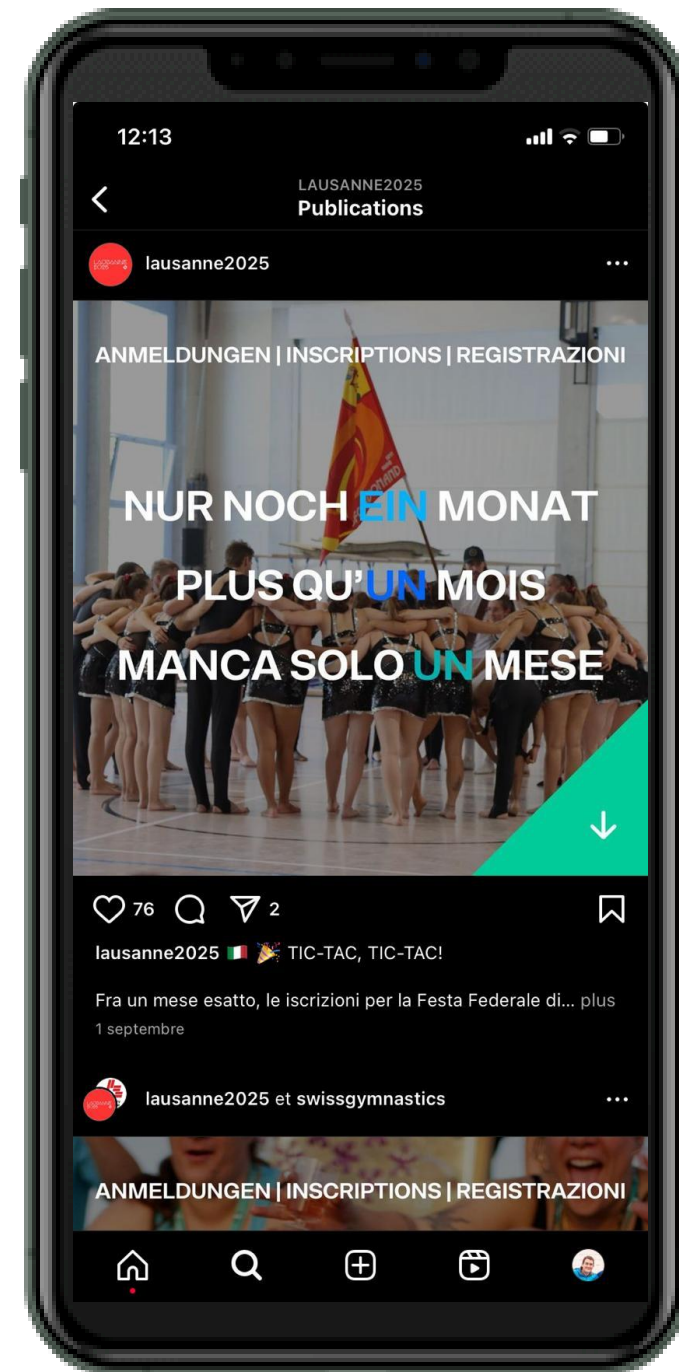 12:13
LAUSANNE2025
Publications
lausanne2025
ANMELDUNGEN | INSCRIPTIONS | REGISTRAZIONI
NUR NOCH EIN MONAT
PLUS QU'UN MOIS
MANCA SOLO UN MESE
76 2
lausanne2025 🇮🇹 🎉 TIC-TAC, TIC-TAC!
Fra un mese esatto, le iscrizioni per la Festa Federale di... plus
1 septembre
lausanne2025 et swissgymnastics
ANMELDUNGEN | INSCRIPTIONS | REGISTRAZIONI